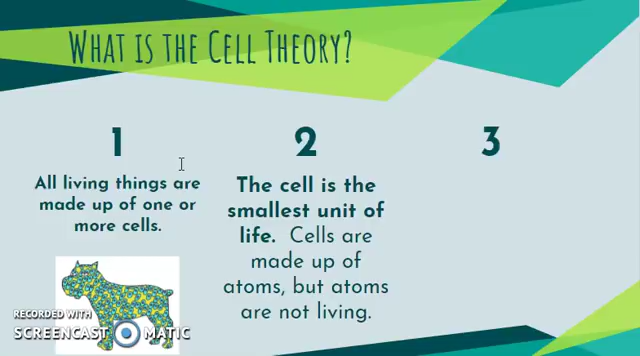 What is the Cell Theory?
1
2
3
All living things are
made up of one or
more cells.
The cell is the
smallest unit of
life. Cells are
made up of
atoms, but atoms
are not living.
RECORDED WITH
SCREENCAST MATIC